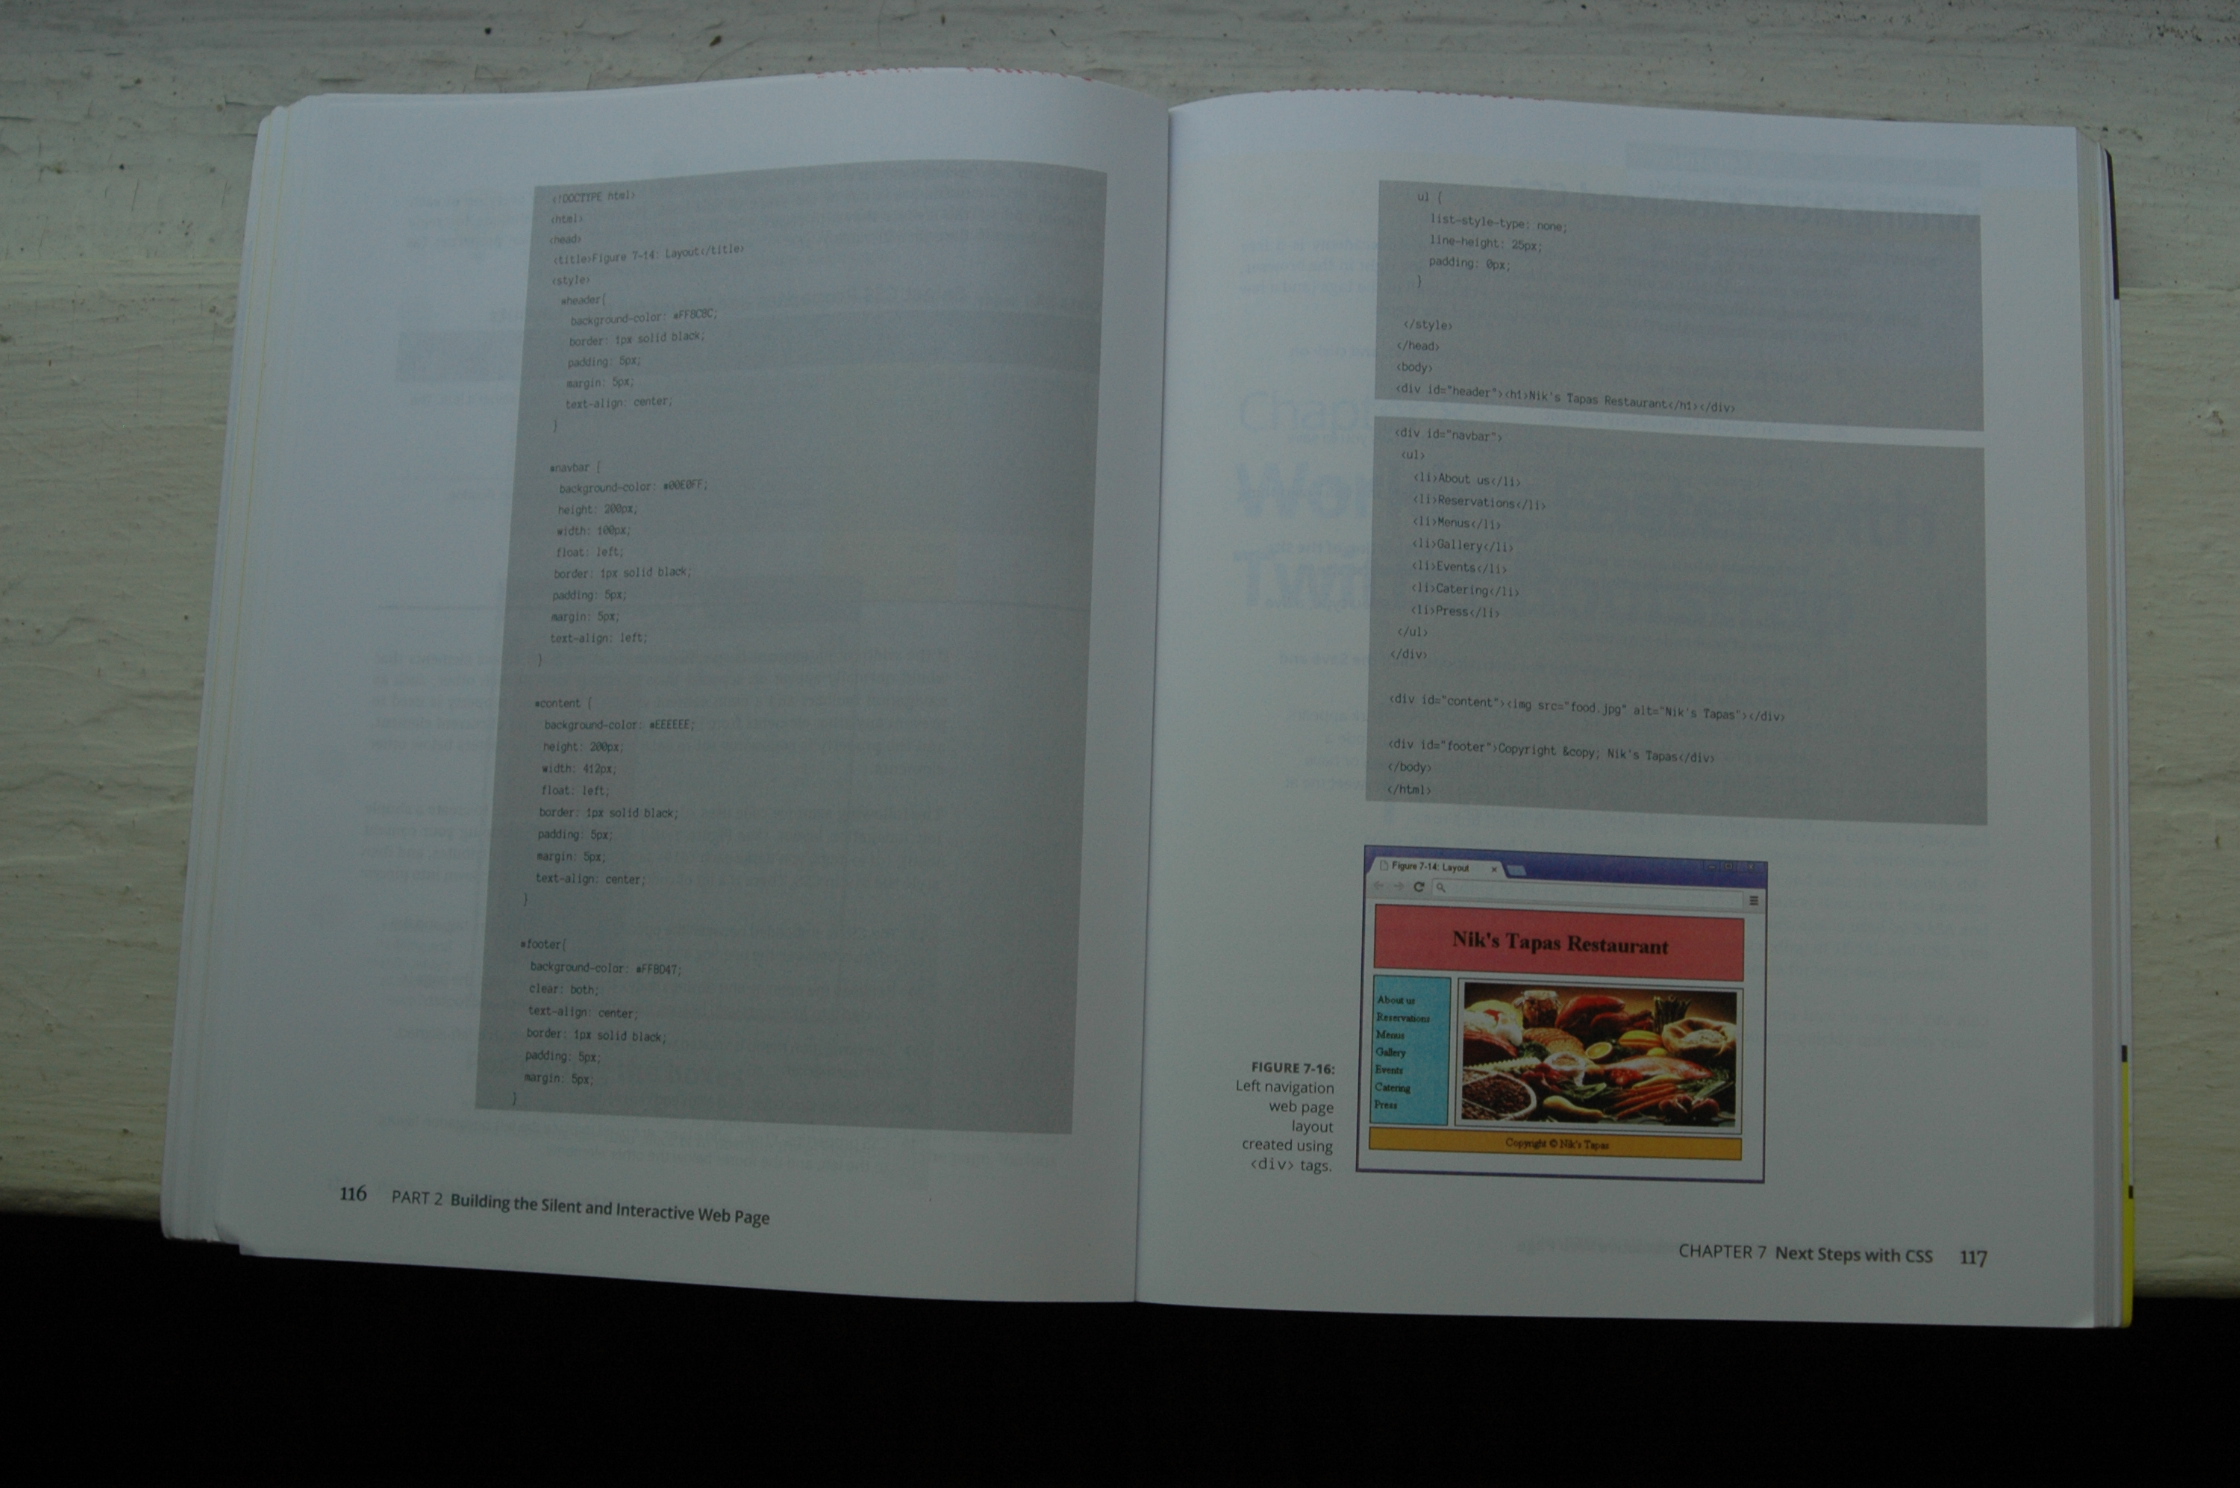 <!DOCTYPE html>
<html>
<head>
<title>Figure 7-14: Layout</title>
<style>
#header{
background-color: #FF8C8C;
border: 1px solid black;
padding: 5px;
margin: 5px;
text-align: center;
}
#navbar {
background-color: #00E0FF;
height: 200px;
width: 100px;
float: left;
border: 1px solid black;
padding: 5px;
margin: 5px;
text-align: left;
}
#content {
background-color: #EEEEEE;
height: 200px;
width: 412px;
float: left;
border: 1px solid black;
padding: 5px;
margin: 5px;
text-align: center;
}
#footer{
background-color: #FFBD47;
clear: both;
text-align: center;
border: 1px solid black;
padding: 5px;
margin: 5px;
}
116 PART 2 Building the Silent and Interactive Web Page
ul {
list-style-type: none;
line-height: 25px;
padding: 0px;
}
</style>
</head>
<body>
<div id="header"><h1>Nik's Tapas Restaurant</h1></div>
<div id="navbar">
<ul>
<li>About us</li>
<li>Reservations</li>
<li>Menus</li>
<li>Gallery</li>
<li>Events</li>
<li>Catering</li>
<li>Press</li>
</ul>
</div>
<div id="content"><img src="food.jpg" alt="Nik's Tapas"></div>
<div id="footer">Copyright &copy; Nik's Tapas</div>
</body>
</html>
Figure 7-14: Layout
Nik's Tapas Restaurant
About us
Reservations
Menus
Gallery
Events
Catering
Press
Copyright © Nik's Tapas
FIGURE 7-16:
Left navigation
web page
layout
created using
<div> tags.
CHAPTER 7 Next Steps with CSS 117